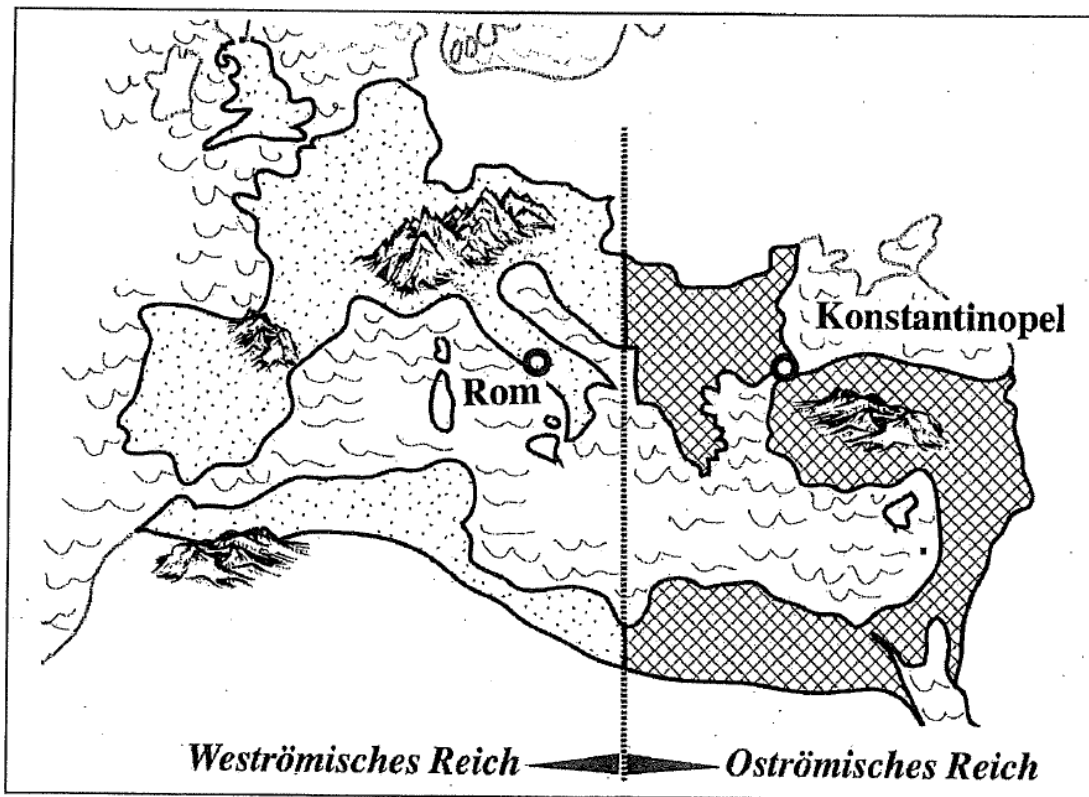 Konstantinopel
Rom
Weströmisches Reich
Oströmisches Reich